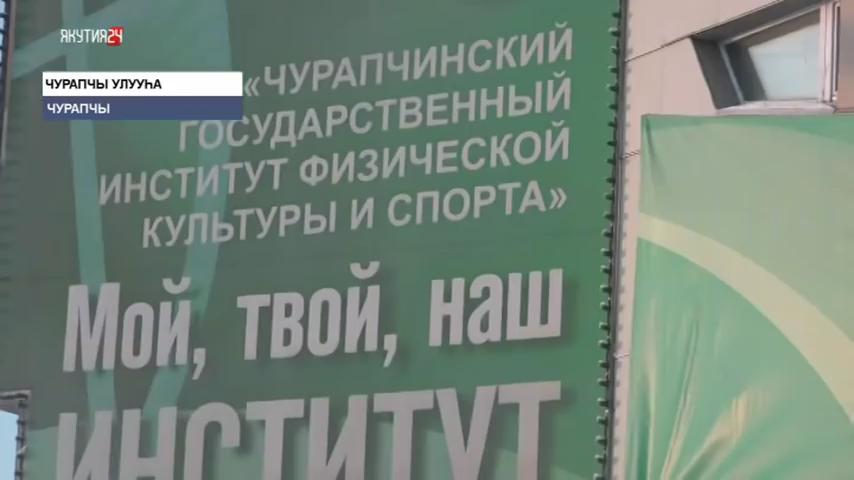 ЯКУТИЯ24
ЧУРАПЧЫ УЛУУҺА
ЧУРАПЧЫ
«ЧУРАПЧИНСКИЙ
ГОСУДАРСТВЕННЫЙ
ИНСТИТУТ ФИЗИЧЕСКОЙ
КУЛЬТУРЫ И СПОРТА»
Мой, твой, наш
ИНСТИТУТ